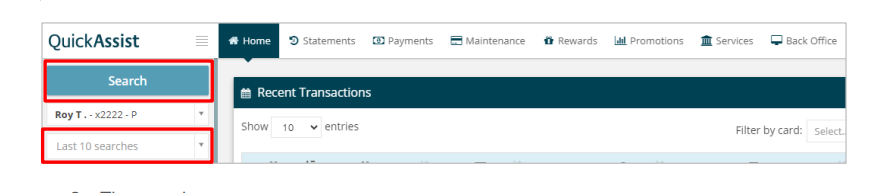 QuickAssist
Home Statements Payments Maintenance Rewards Promotions Services Back Office
Search
Recent Transactions
Roy T . - x2222 - P
Show 10 entries
Filter by card: Select..
Last 10 searches